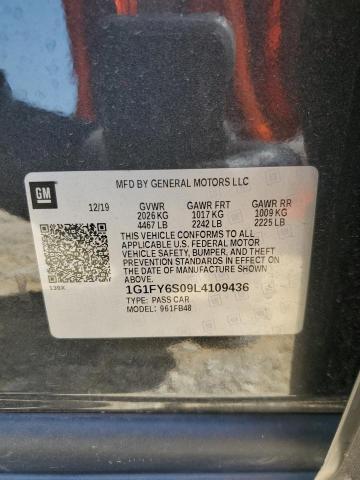 GM
MFD BY GENERAL MOTORS LLC
12/19 GVWR GAWR FRT GAWR RR
2026 KG 1017 KG 1009 KG
4467 LB 2242 LB 2225 LB
THIS VEHICLE CONFORMS TO ALL
APPLICABLE U.S. FEDERAL MOTOR
VEHICLE SAFETY, BUMPER, AND THEFT
PREVENTION STANDARDS IN EFFECT
ON THE DATE OF MANUFACTURE SHOWN
ABOVE.
1G1FY6S09L4109436
TYPE: PASS CAR
MODEL: 961FB48